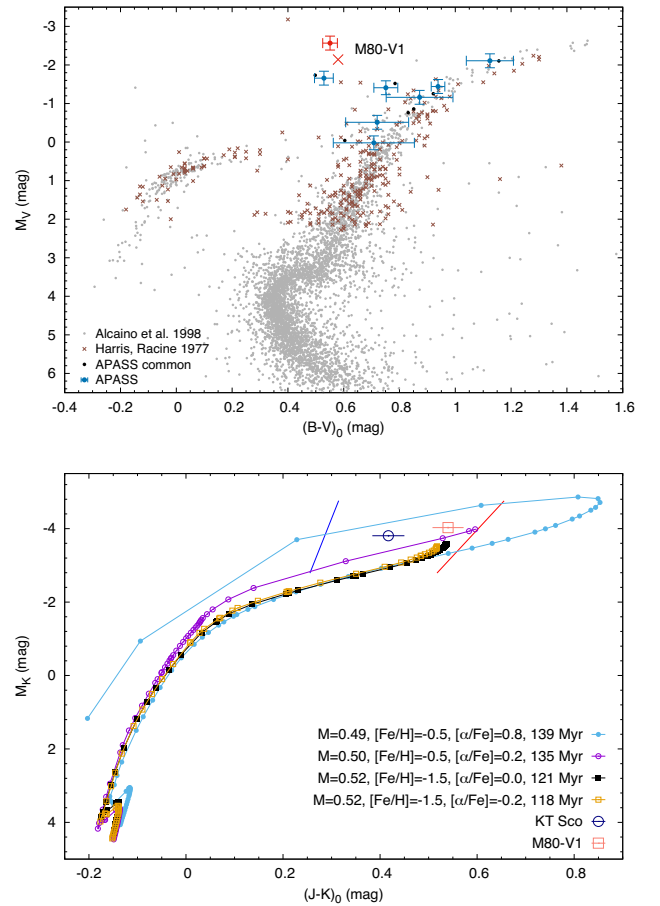 -3
-2
-1
0
1
2
3
4
5
6
M_V (mag)
M80-V1
Alcaino et al. 1998
Harris, Racine 1977
APASS common
APASS
-0.4 -0.2 0 0.2 0.4 0.6 0.8 1 1.2 1.4 1.6
(B-V)_0 (mag)
-4
-2
0
2
4
M_K (mag)
M=0.49, [Fe/H]=-0.5, [α/Fe]=0.8, 139 Myr
M=0.50, [Fe/H]=-0.5, [α/Fe]=0.2, 135 Myr
M=0.52, [Fe/H]=-1.5, [α/Fe]=0.0, 121 Myr
M=0.52, [Fe/H]=-1.5, [α/Fe]=-0.2, 118 Myr
KT Sco
M80-V1
-0.2 0 0.2 0.4 0.6 0.8
(J-K)_0 (mag)